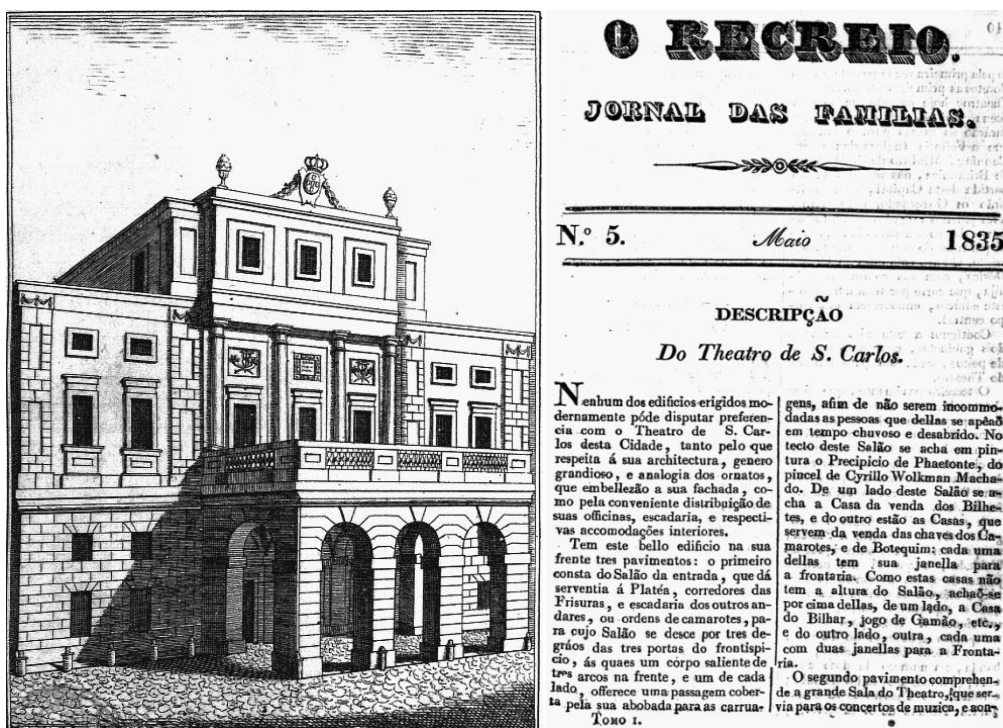 O RECREIO.
JORNAL DAS FAMILIAS.
N.º 5.
Maio
1835
DESCRIPÇÃO
Do Theatro de S. Carlos.
Nenhum dos edificios erigidos mo-
dernamente póde disputar preferen-
cia com o Theatro de S. Car-
los desta Cidade, tanto pelo que
respeita á sua architectura, genero
grandioso, e analogia dos ornatos,
que embellezão a sua fachada, co-
mo pela conveniente distribuição de
suas officinas, escadaria, e respecti-
vas accomodações interiores.
Tem este bello edificio na sua
frente tres pavimentos: o primeiro
consta do Salão da entrada, que dá
serventia á Platéa, corredores das
Frisuras, e escadaria dos outros an-
dares, ou ordens de camarotes, pa-
ra cujo Salão se desce por tres de-
gráos das tres portas do frontispi-
cio, ás quaes um córpo saliente de
tres arcos na frente, e um de cada
lado, offerece uma passagem cober-
ta pela sua abobada para as carrua-
TOMO I.
gens, afim de não serem incommo-
dadas as pessoas que dellas se apêaõ
em tempo chuvoso e desabrido. No
tecto deste Salão se acha em pin-
tura o Precipicio de Phaetonte, do
pincel de Cyrillo Wolkman Macha-
do. De um lado deste Salão se a-
cha a Casa da venda dos Bilhe-
tes, e do outro estão as Casas, que
servem da venda das chaves dos Ca-
marotes, e de Botequim; cada uma
dellas tem sua janella para
a frontaria. Como estas casas não
tem a altura do Salão, achaõ-se
por cima dellas, de um lado, a Casa
do Bilhar, jogo de Gamão, etc.,
e do outro lado, outra, cada uma
com duas janellas para a Fronta-
ria.
O segundo pavimento comprehen-
de a grande Sala do Theatro, que ser-
via para os concertos de muzica, e aon-
*